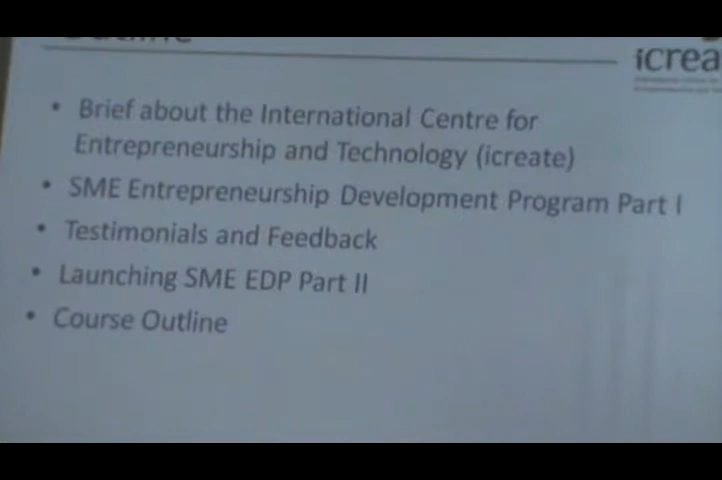 Outline
icrea
• Brief about the International Centre for
Entrepreneurship and Technology (icreate)
• SME Entrepreneurship Development Program Part I
• Testimonials and Feedback
• Launching SME EDP Part II
• Course Outline